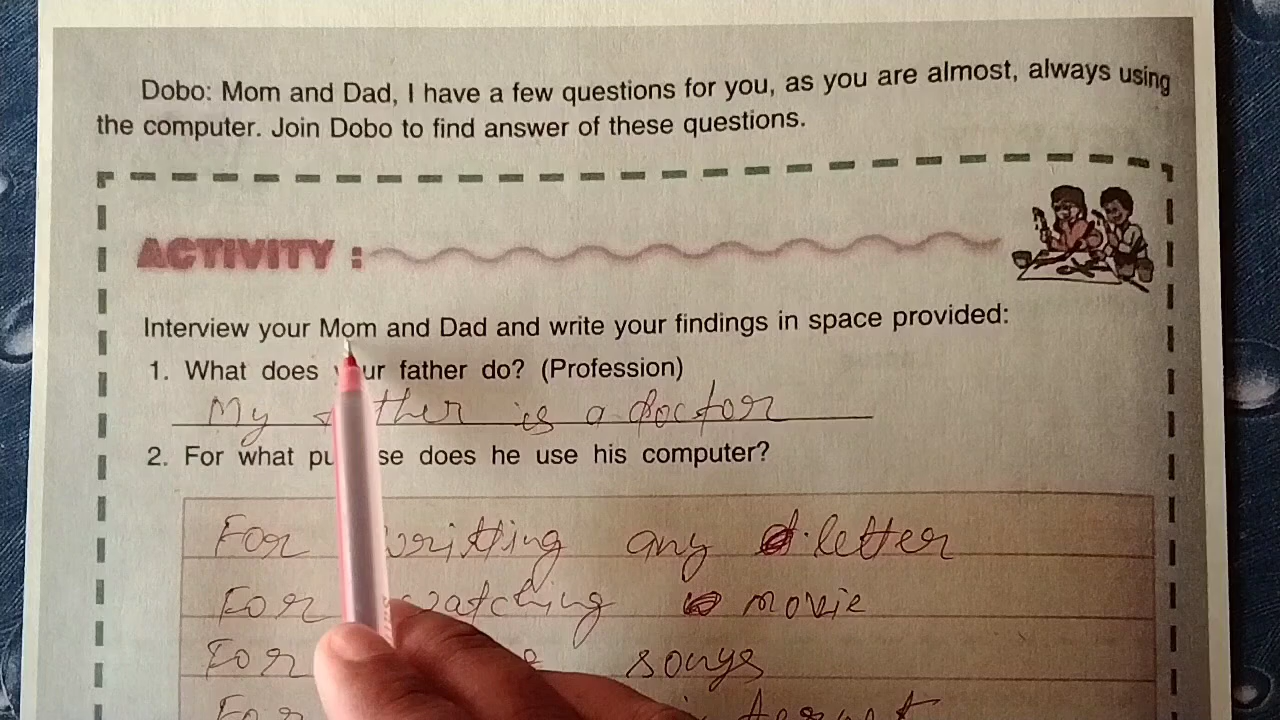 Dobo: Mom and Dad, I have a few questions for you, as you are almost, always using
the computer. Join Dobo to find answer of these questions.
ACTIVITY :
Interview your Mom and Dad and write your findings in space provided:
1. What does ur father do? (Profession)
My ther is a doctor
2. For what pu se does he use his computer?
For writting any letter
For watching movie
For songs
For